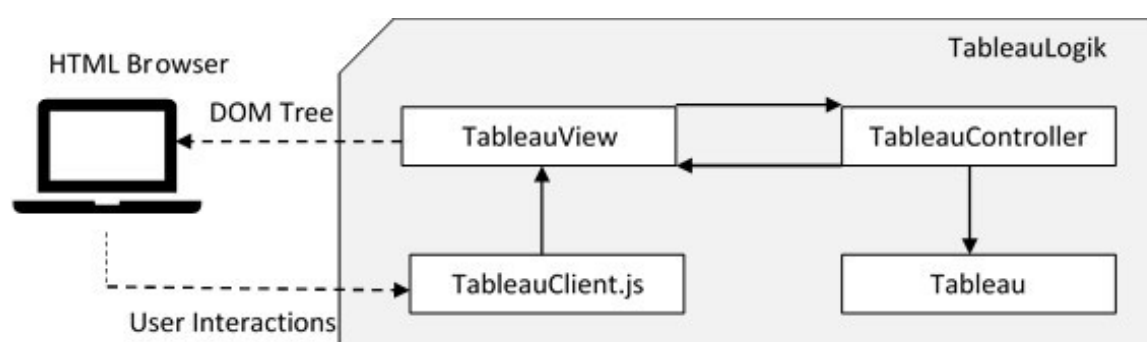 TableauLogik
HTML Browser
DOM Tree
TableauView
TableauController
TableauClient.js
Tableau
User Interactions